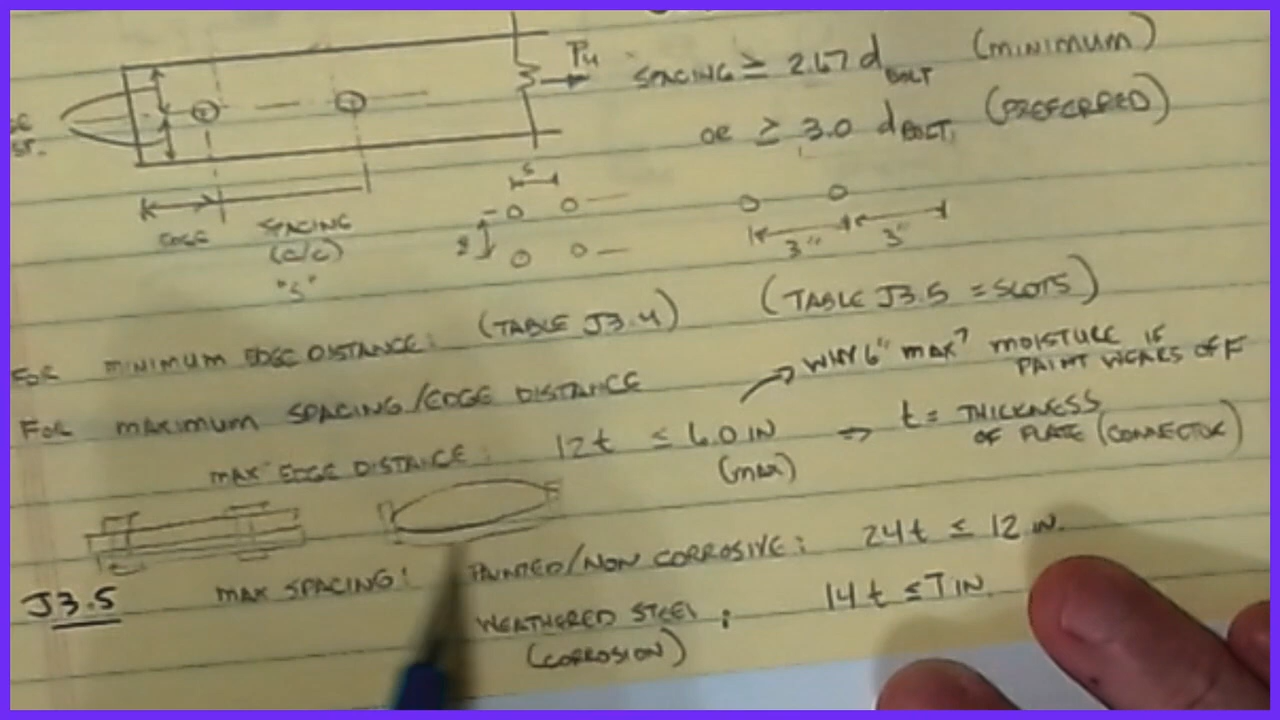 Pu
SPACING ≥ 2.67 d BOLT (MINIMUM)
OR ≥ 3.0 d BOLT, (PREFERRED)
EDGE
SPACING
(c/c)
"S"
S
3" 3"
FOR MINIMUM EDGE DISTANCE: (TABLE J3.4) (TABLE J3.5 = SLOTS)
FOR MAXIMUM SPACING/EDGE DISTANCE
WHY 6" MAX? MOISTURE IF
PAINT WEARS OFF
MAX EDGE DISTANCE: 12t ≤ 6.0 IN
(MAX)
⇒ t = THICKNESS
OF PLATE (CONNECTOR)
J3.5
MAX SPACING: PAINTED/NON CORROSIVE: 24t ≤ 12 IN.
WEATHERED STEEL: 14t ≤ 7 IN.
(CORROSION)